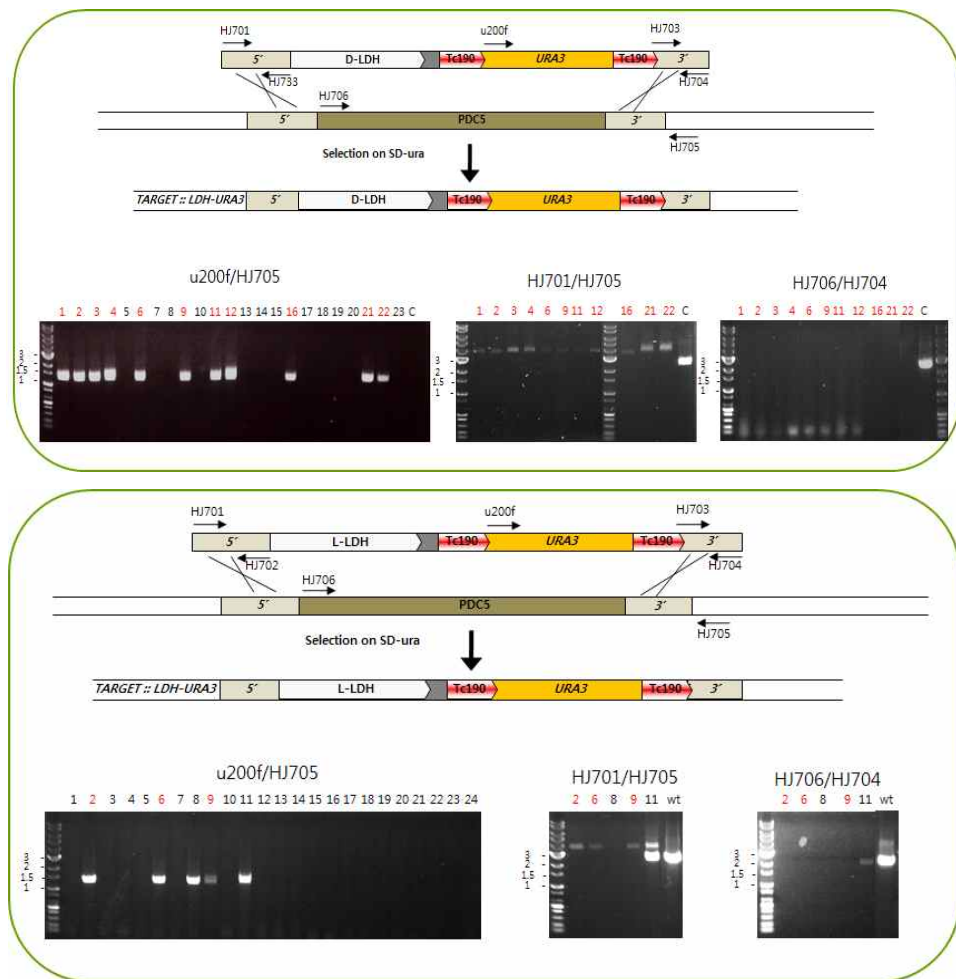 HJ701
u200f
HJ703
5´ D-LDH Tc190 URA3 Tc190 3´
HJ733
HJ704
HJ706
5´ PDC5 3´
HJ705
Selection on SD-ura
TARGET :: LDH-URA3 5´ D-LDH Tc190 URA3 Tc190 3´
u200f/HJ705
1 2 3 4 5 6 7 8 9 10 11 12 13 14 15 16 17 18 19 20 21 22 23 C
3 -
2 -
1.5 -
1 -
HJ701/HJ705
1 2 3 4 6 9 11 12 16 21 22 C
3 -
2 -
1.5 -
1 -
HJ706/HJ704
1 2 3 4 6 9 11 12 16 21 22 C
3 -
2 -
1.5 -
1 -
HJ701
u200f
HJ703
5´ L-LDH Tc190 URA3 Tc190 3´
HJ702
HJ704
HJ706
5´ PDC5 3´
HJ705
Selection on SD-ura
TARGET :: LDH-URA3 5´ L-LDH Tc190 URA3 Tc190 3´
u200f/HJ705
1 2 3 4 5 6 7 8 9 10 11 12 13 14 15 16 17 18 19 20 21 22 23 24
3 -
2 -
1.5 -
1 -
HJ701/HJ705
2 6 8 9 11 wt
3 -
2 -
1.5 -
1 -
HJ706/HJ704
2 6 8 9 11 wt
3 -
2 -
1.5 -
1 -